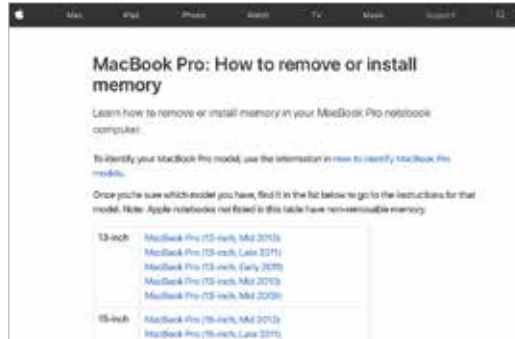 Mac iPad iPhone Watch TV Music Support
MacBook Pro: How to remove or install
memory
Learn how to remove or install memory in your MacBook Pro notebook
computer.
To identify your MacBook Pro model, use the information in How to identify MacBook Pro
models.
Once you're sure which model you have, find it in the list below to go to the instructions for that
model. Note: Apple notebooks not listed in this table have non-removable memory.
13-inch MacBook Pro (13-inch, Mid 2012)
MacBook Pro (13-inch, Late 2011)
MacBook Pro (13-inch, Early 2011)
MacBook Pro (13-inch, Mid 2010)
MacBook Pro (13-inch, Mid 2009)
15-inch MacBook Pro (15-inch, Mid 2012)
MacBook Pro (15-inch, Late 2011)